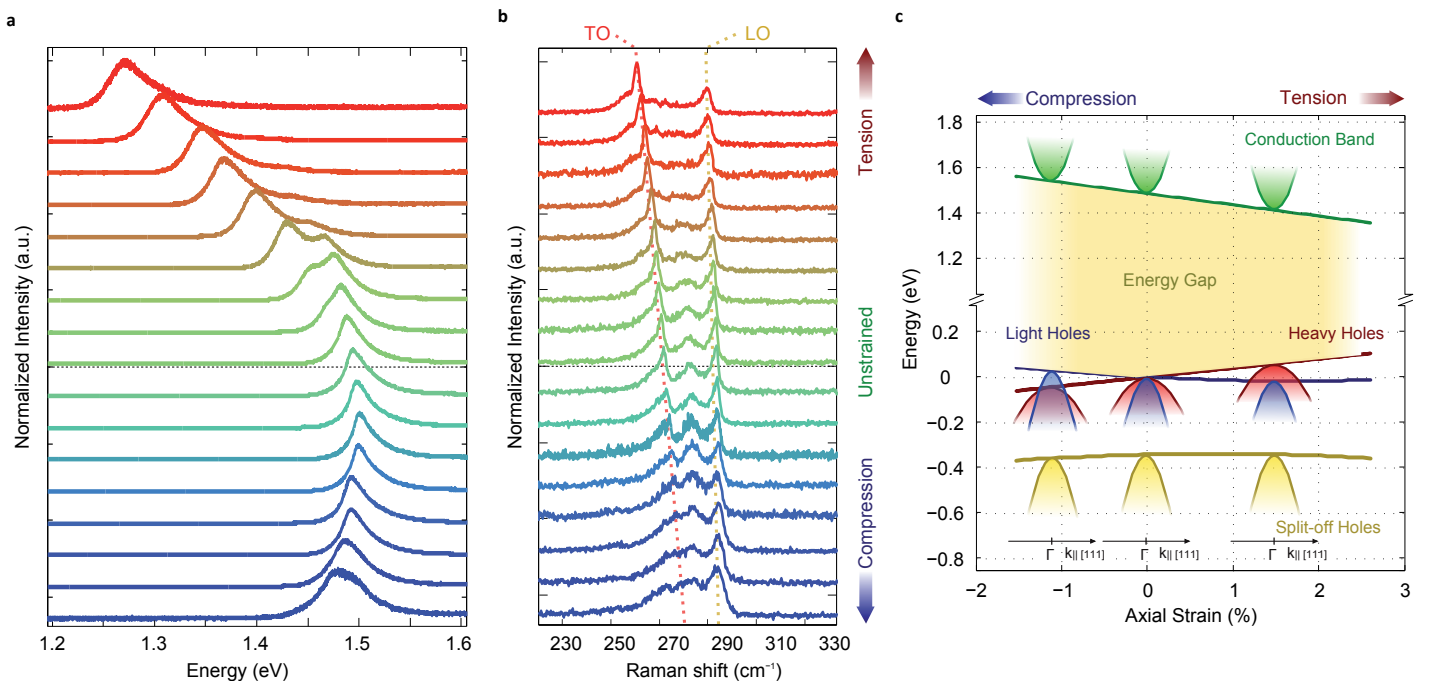 a
Normalized Intensity (a.u.)
1.2 1.3 1.4 1.5 1.6
Energy (eV)
b
TO LO
Normalized Intensity (a.u.)
230 250 270 290 310 330
Raman shift (cm⁻¹)
Tension
Unstrained
Compression
c
Compression Tension
Energy (eV)
1.8
1.6
1.4
1.2
0.2
0
−0.2
−0.4
−0.6
−0.8
Conduction Band
Energy Gap
Light Holes Heavy Holes
Split-off Holes
Γ k|| [111] Γ k|| [111] Γ k|| [111]
−2 −1 0 1 2 3
Axial Strain (%)